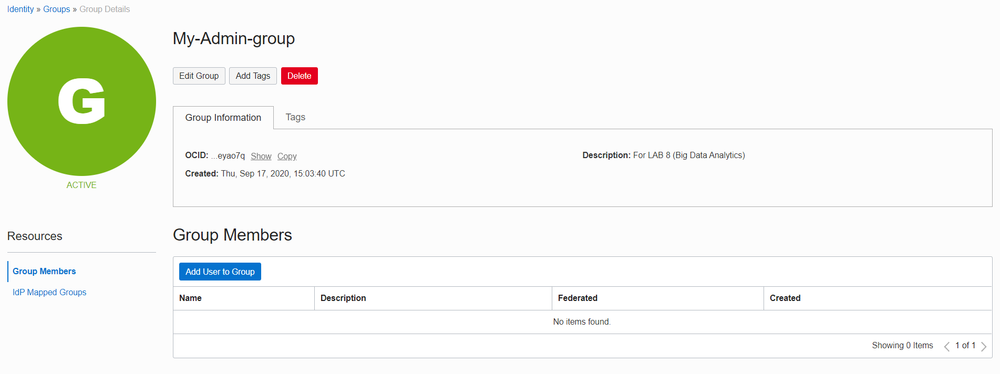 Identity » Groups » Group Details
G
ACTIVE
My-Admin-group
Edit Group Add Tags Delete
Group Information Tags
OCID: ...eyao7q Show Copy
Description: For LAB 8 (Big Data Analytics)
Created: Thu, Sep 17, 2020, 15:03:40 UTC
Resources
Group Members
IdP Mapped Groups
Group Members
Add User to Group
Name Description Federated Created
No items found.
Showing 0 Items < 1 of 1 >